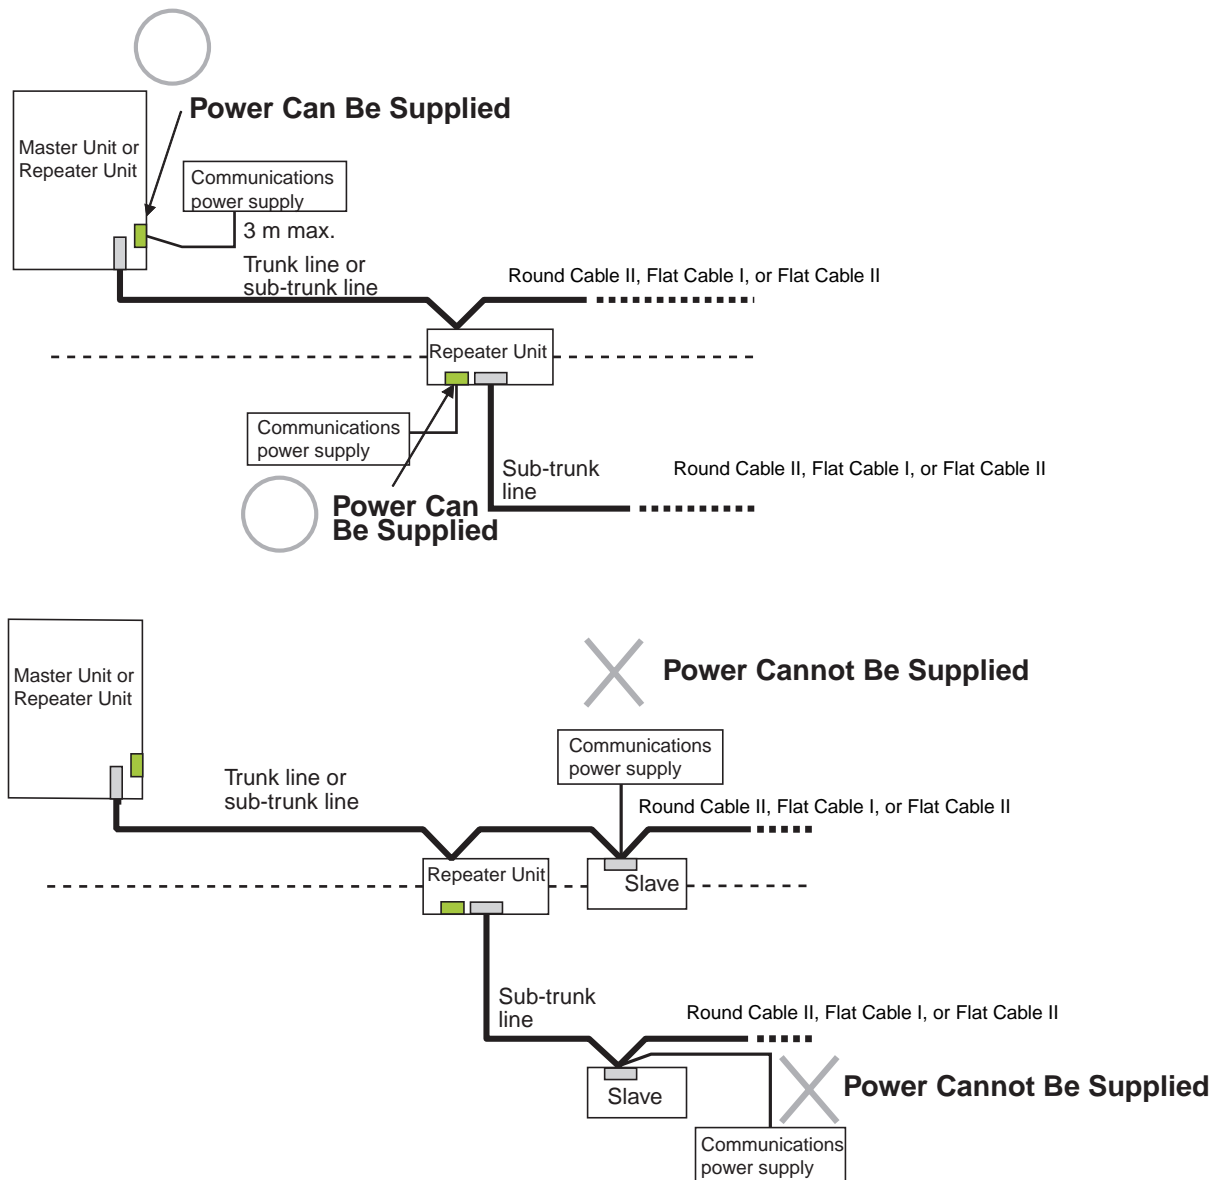 Power Can Be Supplied
Master Unit or
Repeater Unit
Communications
power supply
3 m max.
Trunk line or
sub-trunk line
Round Cable II, Flat Cable I, or Flat Cable II
Repeater Unit
Communications
power supply
Sub-trunk
line
Round Cable II, Flat Cable I, or Flat Cable II
Power Can
Be Supplied
Master Unit or
Repeater Unit
Power Cannot Be Supplied
Communications
power supply
Trunk line or
sub-trunk line
Round Cable II, Flat Cable I, or Flat Cable II
Repeater Unit
Slave
Sub-trunk
line
Round Cable II, Flat Cable I, or Flat Cable II
Slave
Power Cannot Be Supplied
Communications
power supply